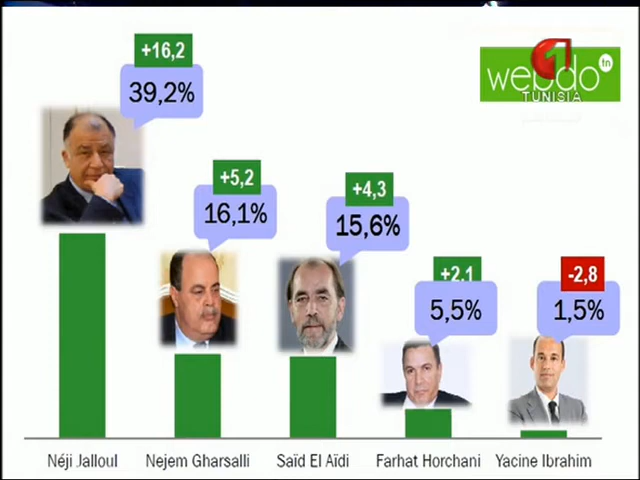 +16,2
39,2%
webdo tn
1
TUNISIA
+5,2
16,1%
+4,3
15,6%
+2,1
5,5%
-2,8
1,5%
Néji Jalloul
Nejem Gharsalli
Saïd El Aïdi
Farhat Horchani
Yacine Ibrahim